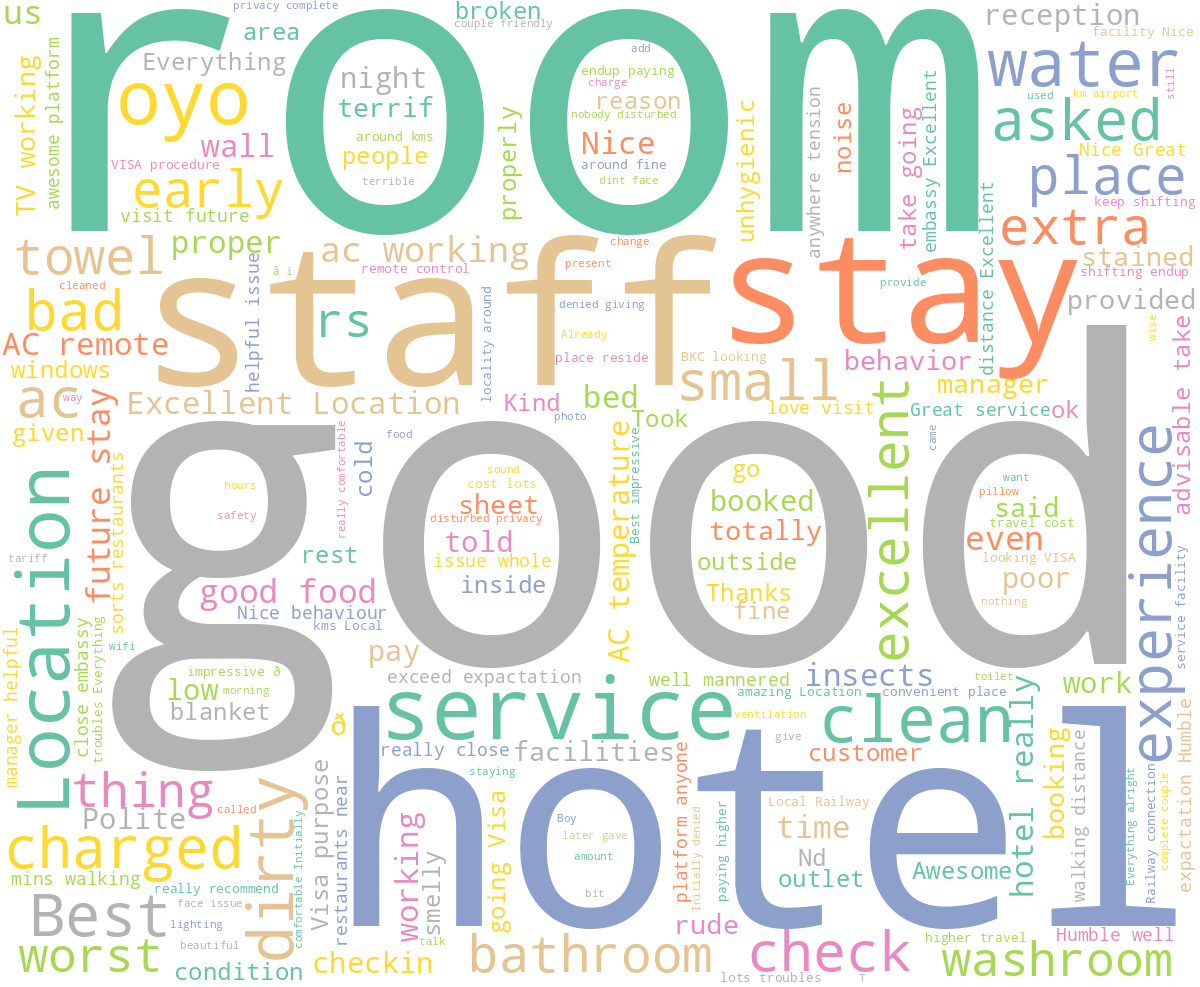 room
good
hotel
staff
stay
service
us
privacy complete
broken
couple friendly
reception
facility Nice
area
Everything
TV working
awesome platform
oyo
night
terrif
wall
VISA procedure
around kms
people
terrible
early
visit future
add
endup paying
charge
reason
nobody disturbed
Nice
around fine
dint face
properly
unhygienic
anywhere tension
noise
take going
embassy Excellent
water
still
used
km airport
asked
Nice Great
place
keep shifting
distance Excellent
extra
stained
shifting endup
provided
towel
proper
ac working
change
cleaned
helpful issue
â ï
remote control
present
provide
bad
rs
locality around
denied giving
Already
AC remote
place reside
BKC looking
behavior
wise
windows
small
manager
advisable take
ac
way
future stay
Excellent Location
Kind
bed
photo
Took
love visit
Great service
ok
given
cold
food
came
excellent
experience
Location
sorts restaurants
really comfortable
hours
safety
sound
cost lots
sheet
disturbed privacy
told
issue whole
inside
AC temperature
Best impressive
go
booked
totally
outside
Thanks
fine
want
pillow
said
travel cost
even
looking VISA
poor
nothing
service facility
tariff
rest
good food
Nice behaviour
kms Local
manager helpful
close embassy
troubles Everything
wifi
pay
impressive ð
low
morning
blanket
exceed expactation
well mannered
insects
toilet
work
amazing Location
convenient place
ð
ventilation
clean
really close
facilities
give
customer
hotel really
booking
walking distance
Everything alright
Railway connection
complete couple
expactation Humble
thing
called
Polite
dirty
comfortable Initially
Visa purpose
restaurants near
working
smelly
staying
going Visa
Boy
later gave
amount
bit
platform anyone
Initially denied
paying higher
Local Railway
time
Nd
outlet
Awesome
charged
mins walking
really recommend
face issue
Best
lighting
beautiful
worst
condition
checkin
talk
bathroom
rude
check
lots troubles
T
higher travel
Humble well
washroom